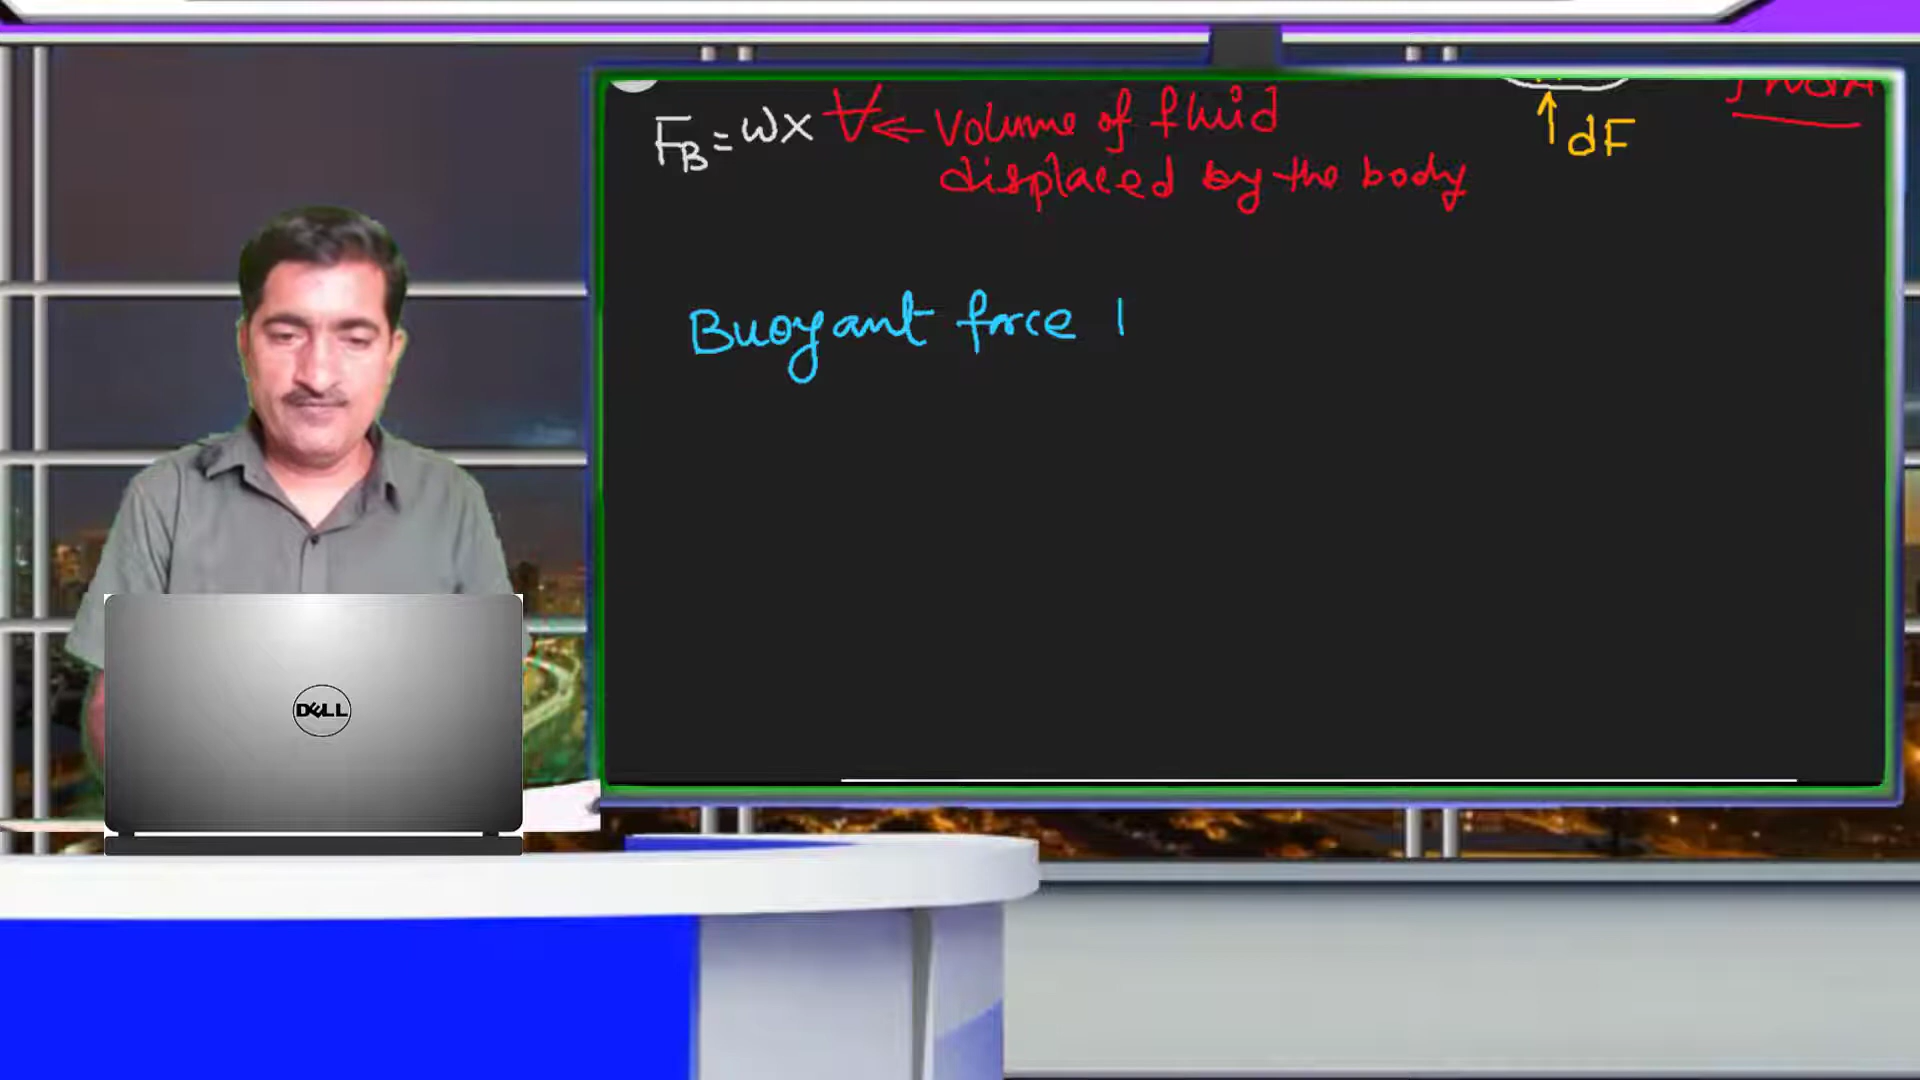 F_B = w x V ← Volume of fluid
displaced by the body
dF
Buoyant force
DELL